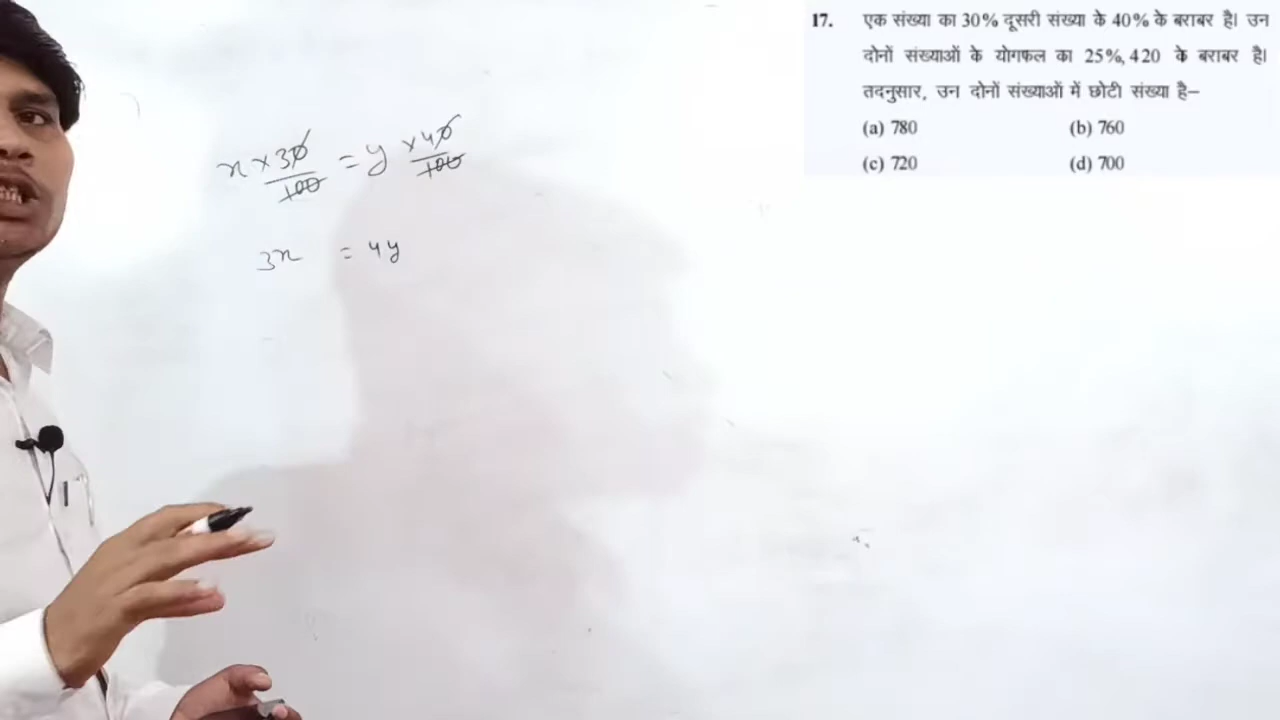 17. एक संख्या का 30% दूसरी संख्या के 40% के बराबर है। उन
दोनों संख्याओं के योगफल का 25%, 420 के बराबर है।
तदनुसार, उन दोनों संख्याओं में छोटी संख्या है–
(a) 780 (b) 760
(c) 720 (d) 700
x × 30/100 = y × 40/100
3x = 4y